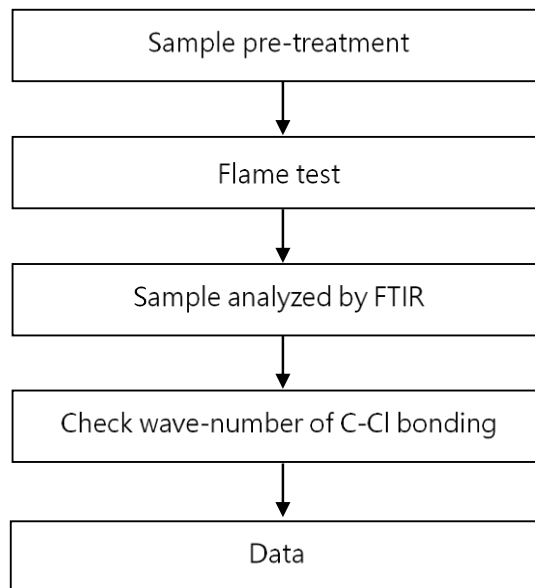 Sample pre-treatment
Flame test
Sample analyzed by FTIR
Check wave-number of C-Cl bonding
Data